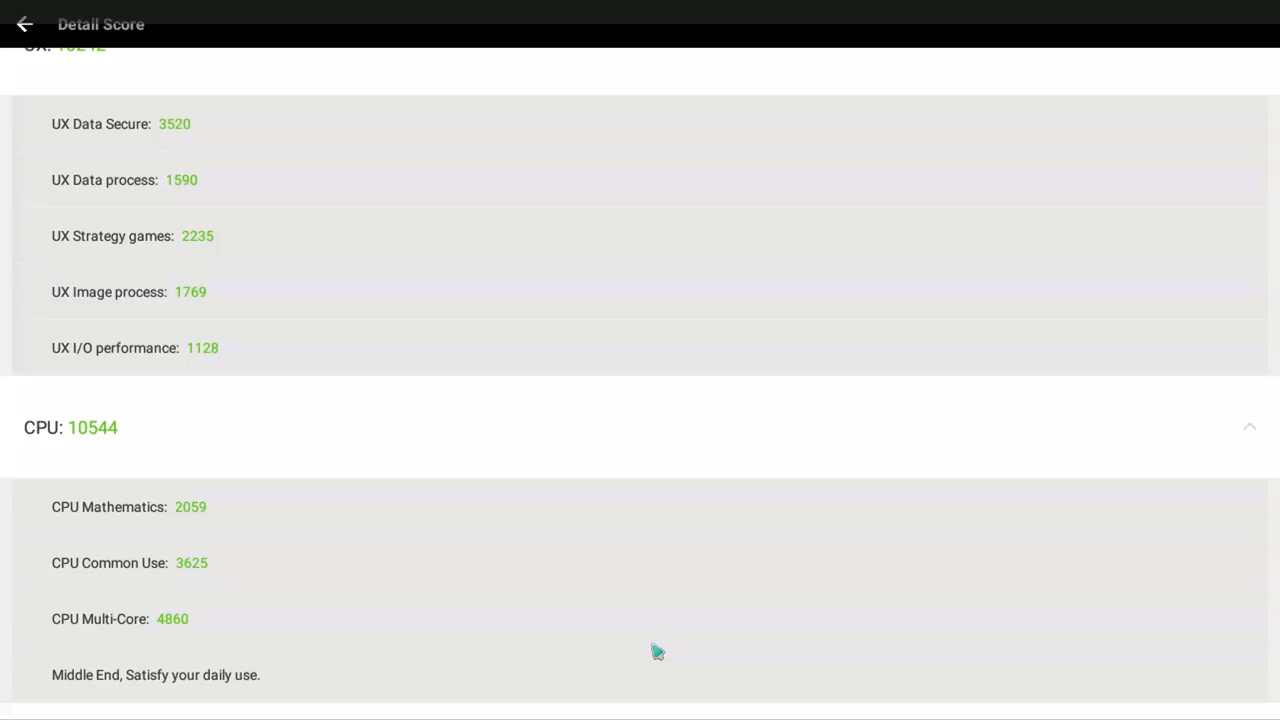 Detail Score
UX: 10242
UX Data Secure: 3520
UX Data process: 1590
UX Strategy games: 2235
UX Image process: 1769
UX I/O performance: 1128
CPU: 10544
CPU Mathematics: 2059
CPU Common Use: 3625
CPU Multi-Core: 4860
Middle End, Satisfy your daily use.